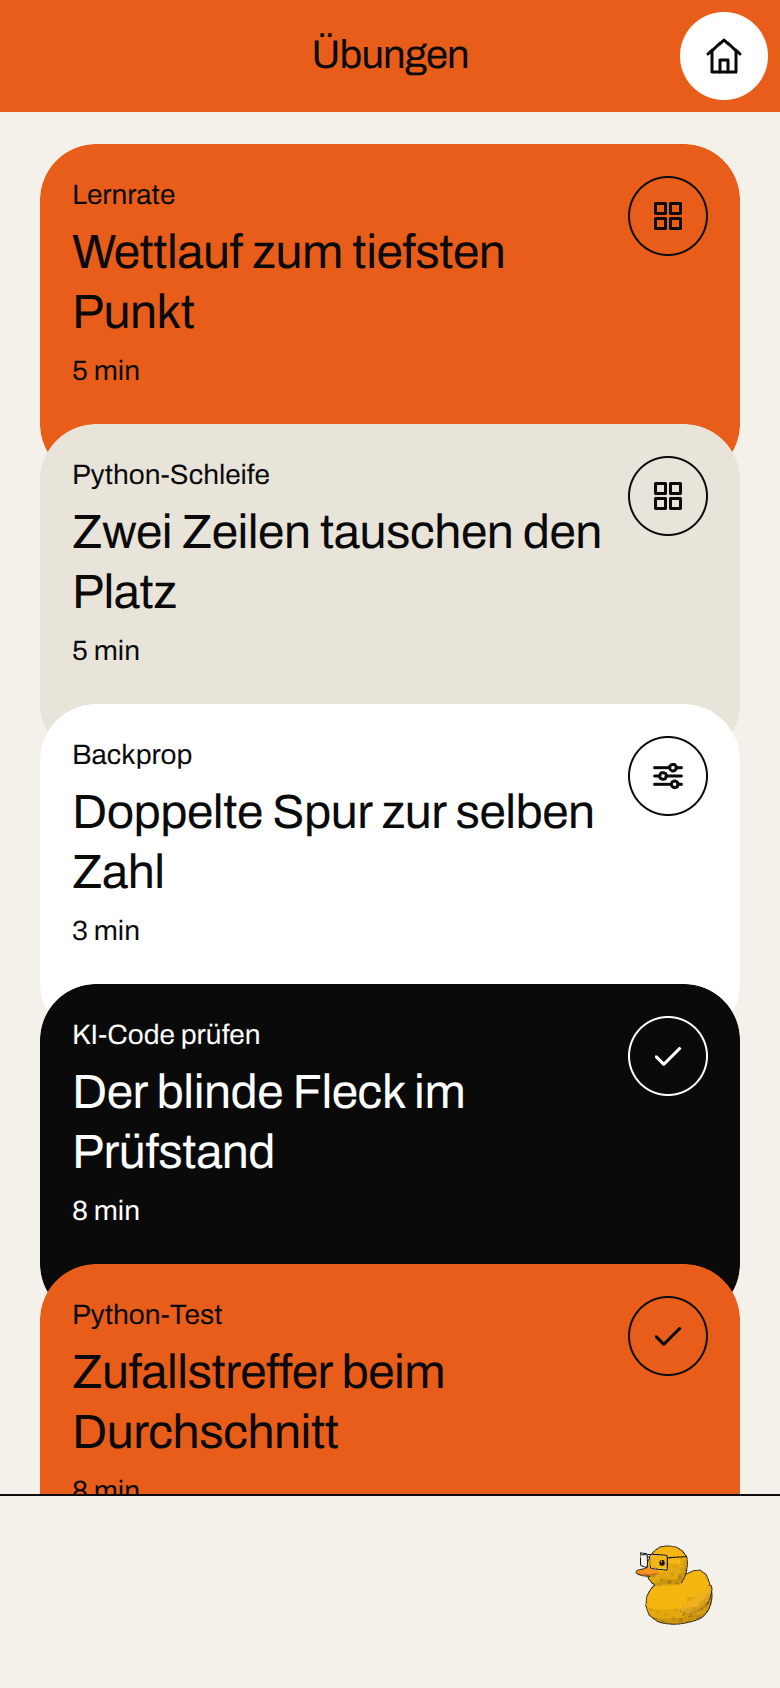 Übungen
Lernrate
Wettlauf zum tiefsten
Punkt
5 min
Python-Schleife
Zwei Zeilen tauschen den
Platz
5 min
Backprop
Doppelte Spur zur selben
Zahl
3 min
KI-Code prüfen
Der blinde Fleck im
Prüfstand
8 min
Python-Test
Zufallstreffer beim
Durchschnitt
8 min